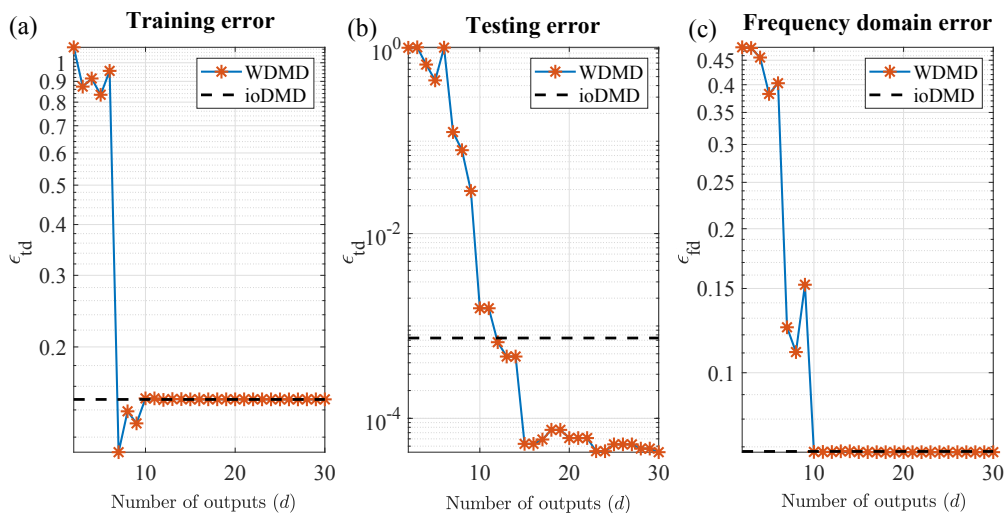 (a)
Training error
1
0.9
0.8
0.7
0.6
0.5
0.4
0.3
0.2
ϵtd
WDMD
ioDMD
10
20
30
Number of outputs (d)
(b)
Testing error
10^0
10^-2
10^-4
ϵtd
WDMD
ioDMD
10
20
30
Number of outputs (d)
(c)
Frequency domain error
0.45
0.4
0.35
0.3
0.25
0.2
0.15
0.1
ϵfd
WDMD
ioDMD
10
20
30
Number of outputs (d)